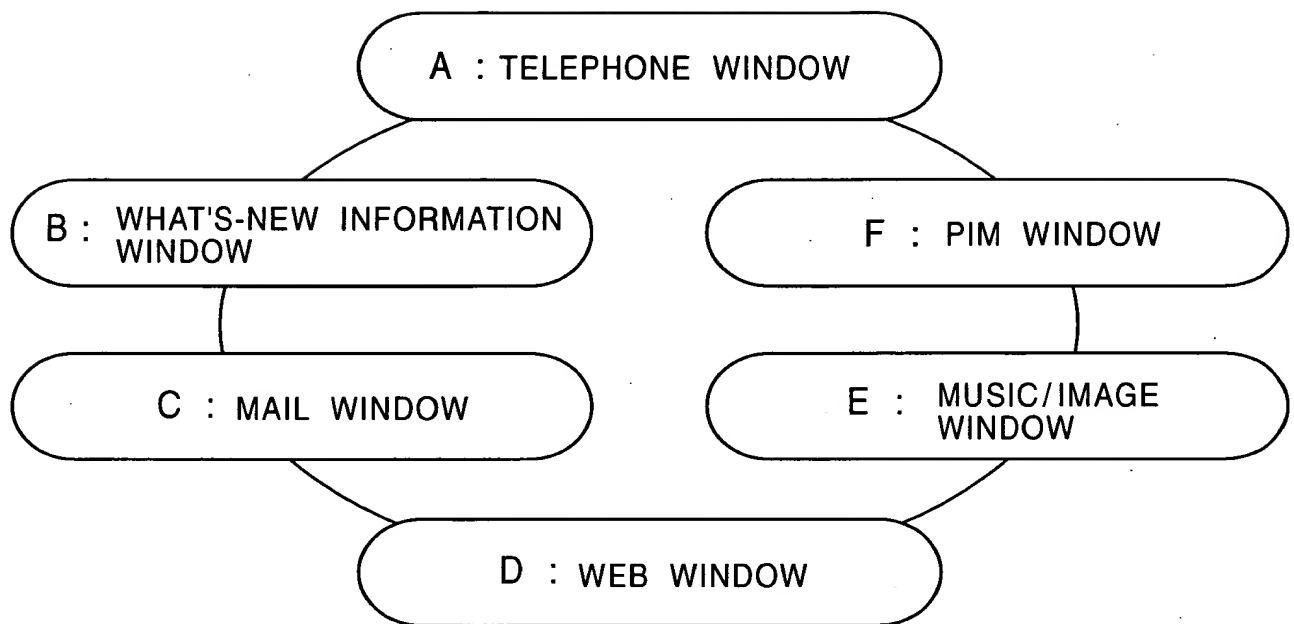 A : TELEPHONE WINDOW
B : WHAT'S-NEW INFORMATION
WINDOW
F : PIM WINDOW
C : MAIL WINDOW
E : MUSIC/IMAGE
WINDOW
D : WEB WINDOW